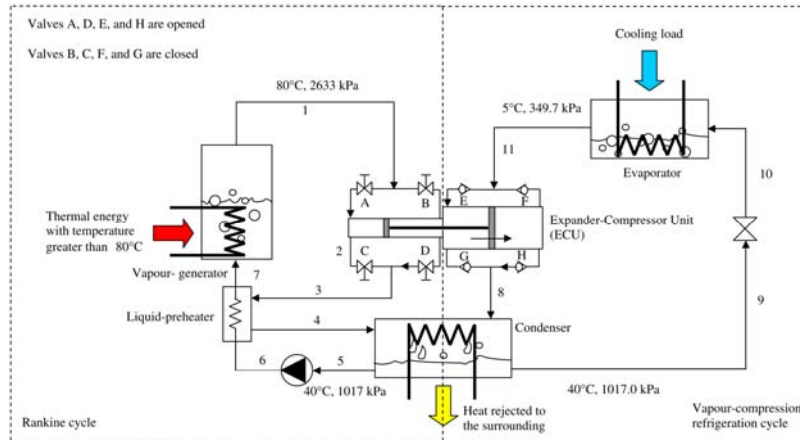 Valves A, D, E, and H are opened
Valves B, C, F, and G are closed
Cooling load
80°C, 2633 kPa
1
5°C, 349.7 kPa
11
Evaporator
10
A
B
E
F
Thermal energy
with temperature
greater than 80°C
Expander-Compressor Unit
(ECU)
2
C
D
G
H
Vapour- generator
7
3
8
9
Liquid-preheater
4
Condenser
6
5
40°C, 1017 kPa
40°C, 1017.0 kPa
Rankine cycle
Heat rejected to
the surrounding
Vapour-compression
refrigeration cycle